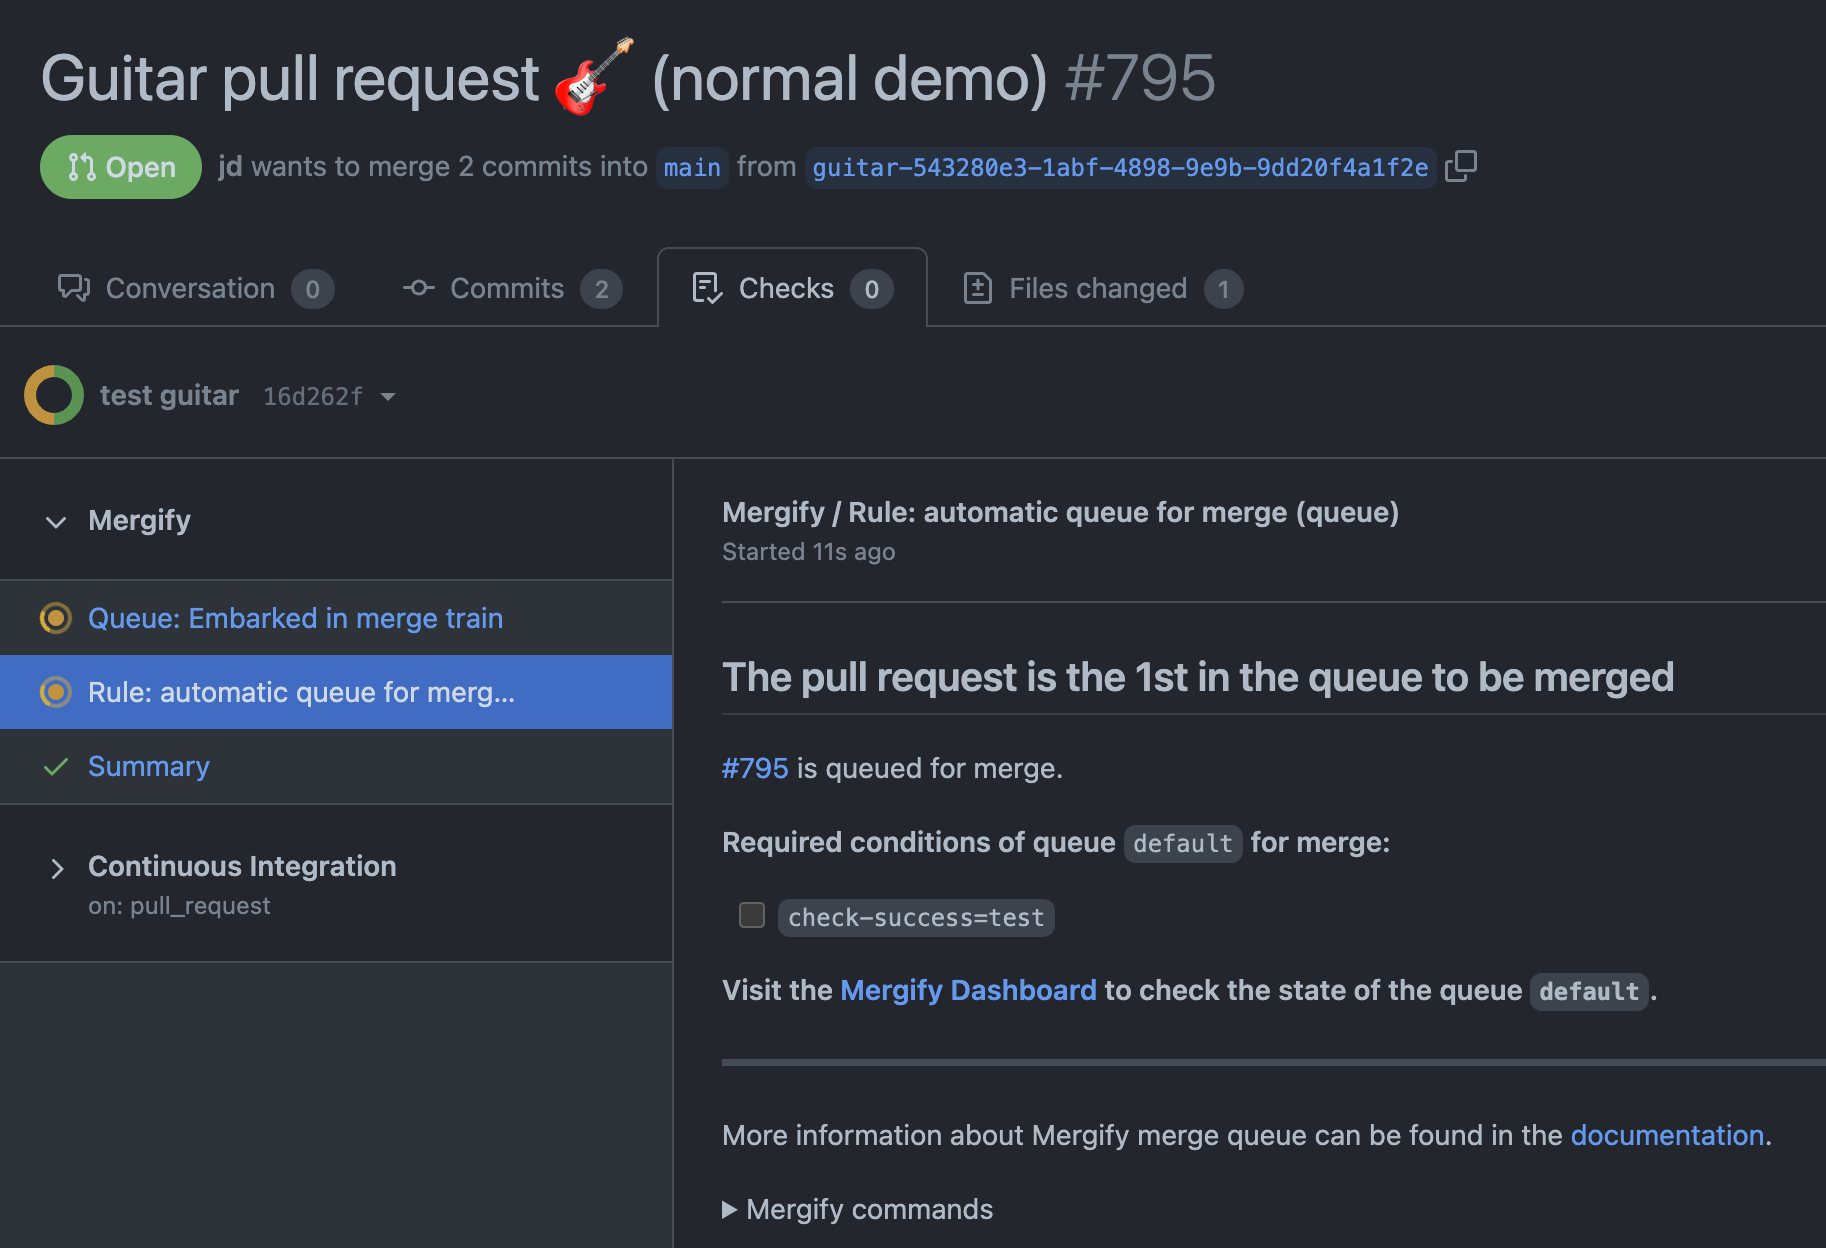 Guitar pull request 🎸 (normal demo) #795
Open jd wants to merge 2 commits into main from guitar-543280e3-1abf-4898-9e9b-9dd20f4a1f2e
Conversation 0 Commits 2 Checks 0 Files changed 1
test guitar 16d262f
Mergify
Queue: Embarked in merge train
Rule: automatic queue for merg...
Summary
Continuous Integration
on: pull_request
Mergify / Rule: automatic queue for merge (queue)
Started 11s ago
The pull request is the 1st in the queue to be merged
#795 is queued for merge.
Required conditions of queue default for merge:
check-success=test
Visit the Mergify Dashboard to check the state of the queue default.
More information about Mergify merge queue can be found in the documentation.
Mergify commands